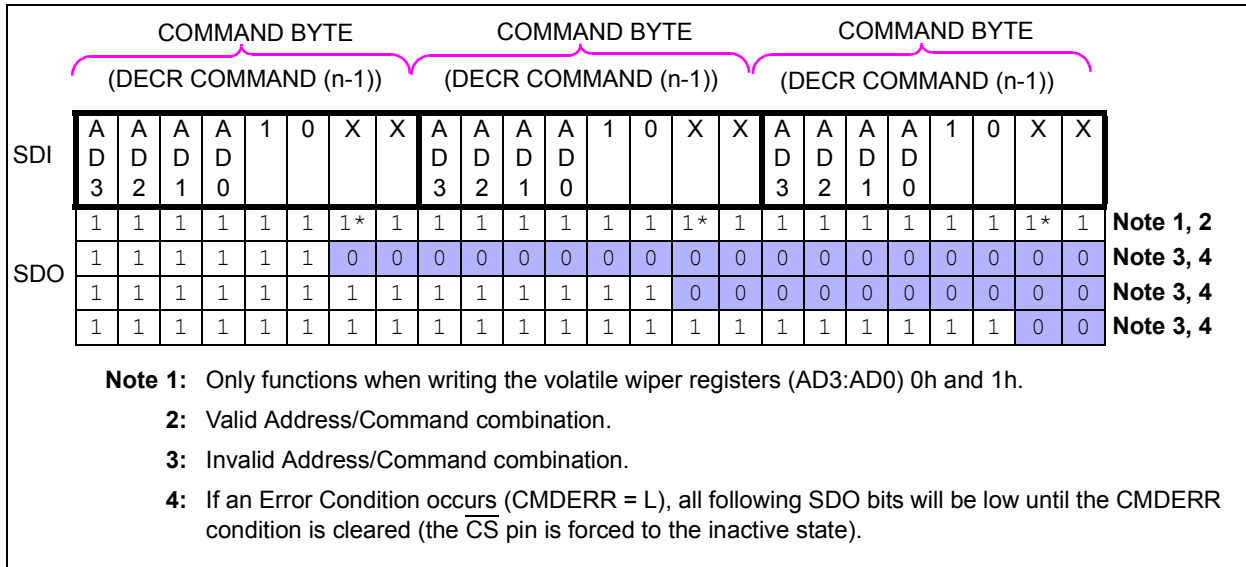 COMMAND BYTE COMMAND BYTE COMMAND BYTE
(DECR COMMAND (n-1)) (DECR COMMAND (n-1)) (DECR COMMAND (n-1))
A A A A 1 0 X X A A A A 1 0 X X A A A A 1 0 X X
SDI D D D D D D D D D D D D
3 2 1 0 3 2 1 0 3 2 1 0
1 1 1 1 1 1 1* 1 1 1 1 1 1 1 1* 1 1 1 1 1 1 1 1* 1 Note 1, 2
SDO 1 1 1 1 1 1 0 0 0 0 0 0 0 0 0 0 0 0 0 0 0 0 0 0 Note 3, 4
1 1 1 1 1 1 1 1 1 1 1 1 1 1 0 0 0 0 0 0 0 0 0 0 Note 3, 4
1 1 1 1 1 1 1 1 1 1 1 1 1 1 1 1 1 1 1 1 1 1 0 0 Note 3, 4
Note 1: Only functions when writing the volatile wiper registers (AD3:AD0) 0h and 1h.
2: Valid Address/Command combination.
3: Invalid Address/Command combination.
4: If an Error Condition occurs (CMDERR = L), all following SDO bits will be low until the CMDERR
condition is cleared (the C̅S̅ pin is forced to the inactive state).